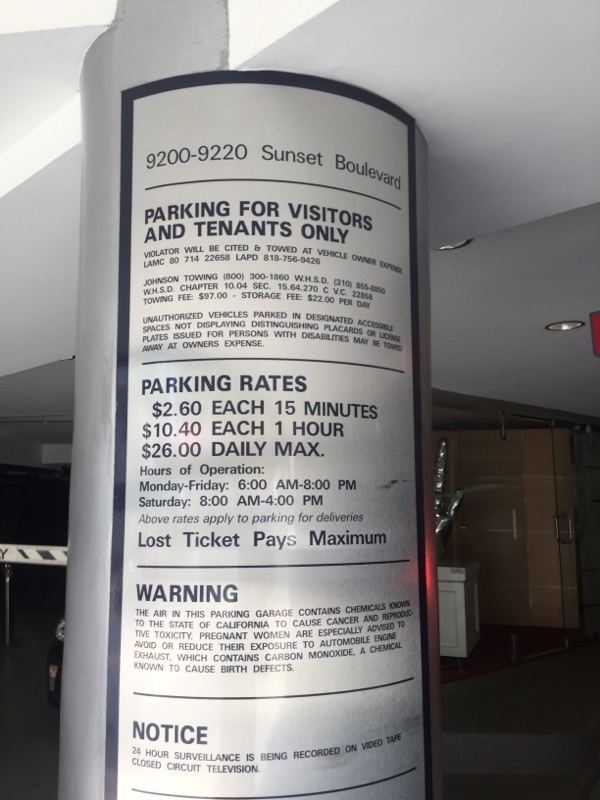 9200-9220 Sunset Boulevard
PARKING FOR VISITORS
AND TENANTS ONLY
VIOLATOR WILL BE CITED & TOWED AT VEHICLE OWNER EXPENSE
LAMC 80 714 22658 LAPD 818-756-9426
JOHNSON TOWING (800) 300-1860 W.H.S.D. (310) 855-8850
W.H.S.D. CHAPTER 10.04 SEC. 15.64.270 C V.C. 22858
TOWING FEE: $97.00 - STORAGE FEE: $22.00 PER DAY
UNAUTHORIZED VEHICLES PARKED IN DESIGNATED ACCESSIBLE
SPACES NOT DISPLAYING DISTINGUISHING PLACARDS OR LICENSE
PLATES ISSUED FOR PERSONS WITH DISABILITIES MAY BE TOWED
AWAY AT OWNERS EXPENSE.
PARKING RATES
$2.60 EACH 15 MINUTES
$10.40 EACH 1 HOUR
$26.00 DAILY MAX.
Hours of Operation:
Monday-Friday: 6:00 AM-8:00 PM
Saturday: 8:00 AM-4:00 PM
Above rates apply to parking for deliveries
Lost Ticket Pays Maximum
WARNING
THE AIR IN THIS PARKING GARAGE CONTAINS CHEMICALS KNOWN
TO THE STATE OF CALIFORNIA TO CAUSE CANCER AND REPRODUC-
TIVE TOXICITY. PREGNANT WOMEN ARE ESPECIALLY ADVISED TO
AVOID OR REDUCE THEIR EXPOSURE TO AUTOMOBILE ENGINE
EXHAUST, WHICH CONTAINS CARBON MONOXIDE, A CHEMICAL
KNOWN TO CAUSE BIRTH DEFECTS.
NOTICE
24 HOUR SURVEILLANCE IS BEING RECORDED ON VIDEO TAPE
CLOSED CIRCUIT TELEVISION.